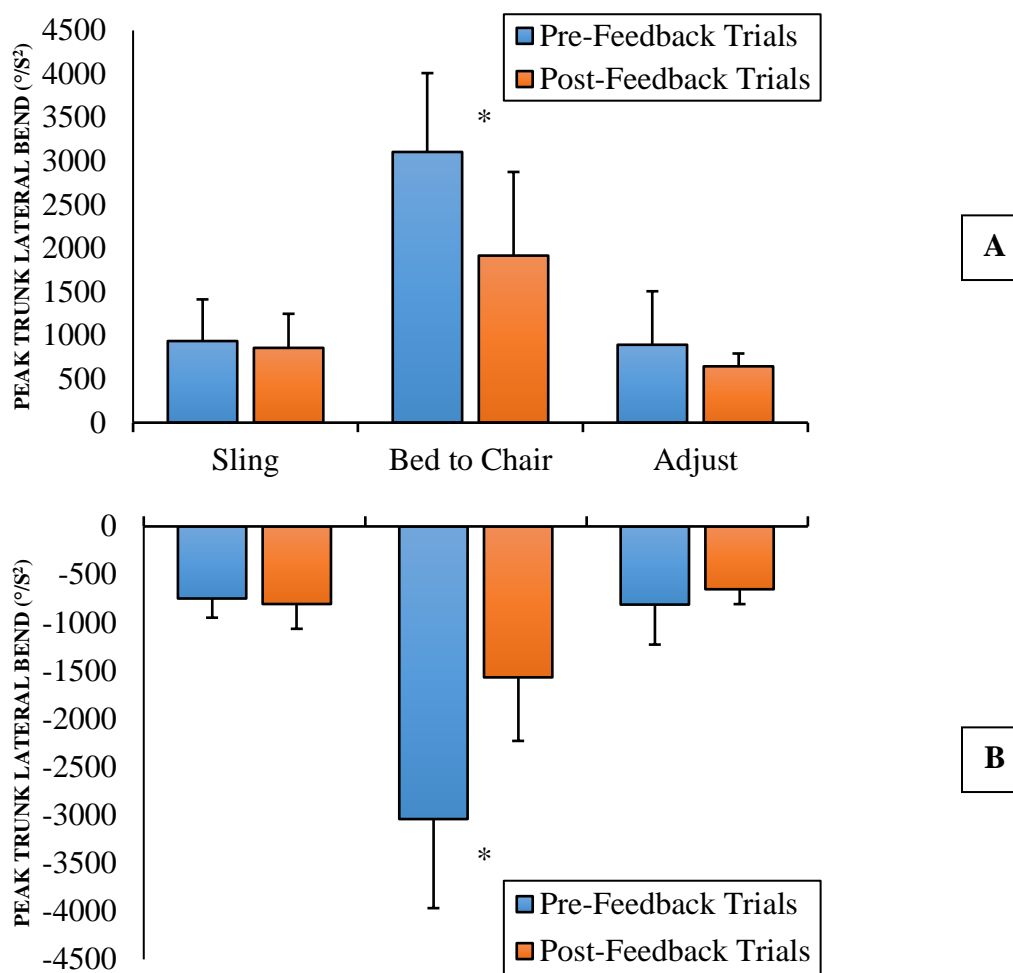 PEAK TRUNK LATERAL BEND (°/S²)
4500
4000
3500
3000
2500
2000
1500
1000
500
0
Pre-Feedback Trials
Post-Feedback Trials
*
A
Sling Bed to Chair Adjust
PEAK TRUNK LATERAL BEND (°/S²)
0
-500
-1000
-1500
-2000
-2500
-3000
-3500
-4000
-4500
*
B
Pre-Feedback Trials
Post-Feedback Trials